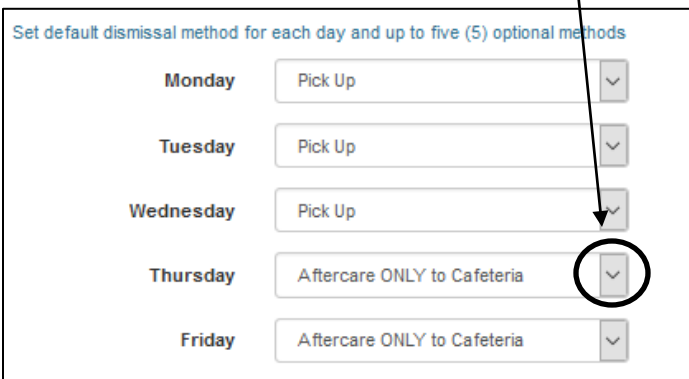 Set default dismissal method for each day and up to five (5) optional methods
Monday Pick Up
Tuesday Pick Up
Wednesday Pick Up
Thursday Aftercare ONLY to Cafeteria
Friday Aftercare ONLY to Cafeteria